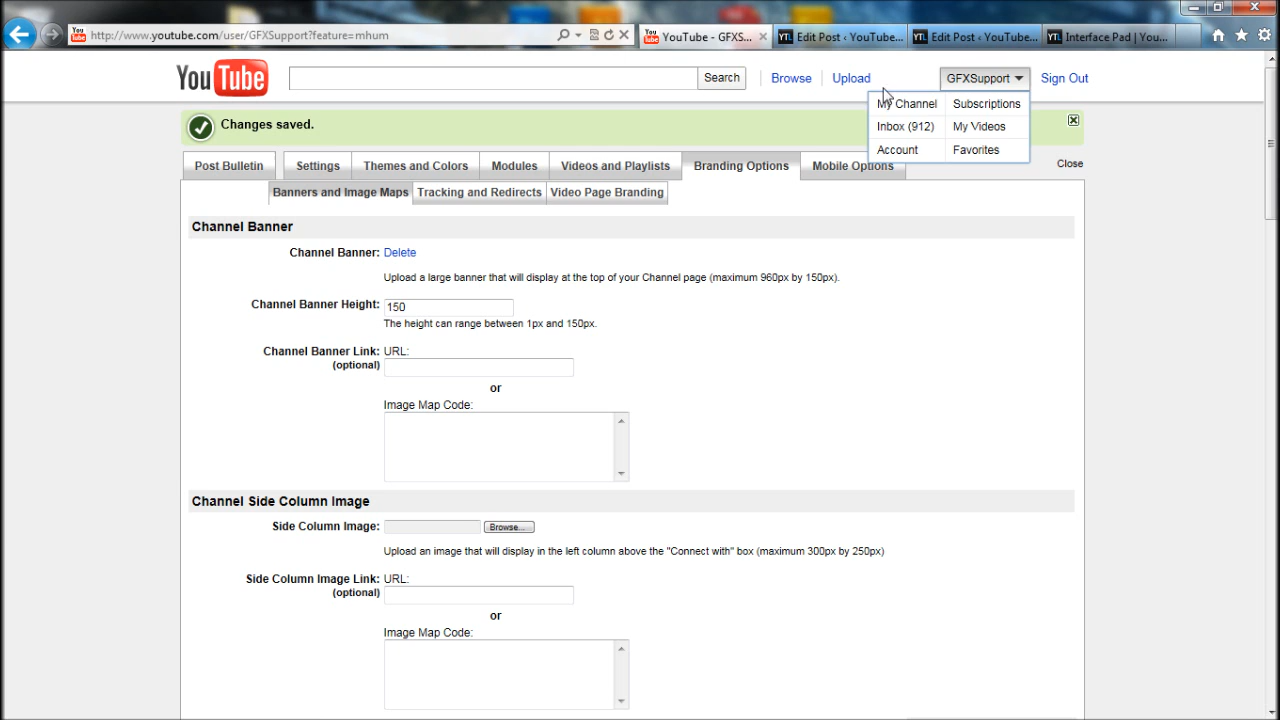 http://www.youtube.com/user/GFXSupport?feature=mhum
YouTube - GFXS...
Edit Post ‹ YouTube...
Edit Post ‹ YouTube...
Interface Pad | You...
YouTube
Search
Browse
Upload
GFXSupport
Sign Out
My Channel
Subscriptions
Inbox (912)
My Videos
Account
Favorites
Changes saved.
Close
Post Bulletin
Settings
Themes and Colors
Modules
Videos and Playlists
Branding Options
Mobile Options
Banners and Image Maps
Tracking and Redirects
Video Page Branding
Channel Banner
Channel Banner: Delete
Upload a large banner that will display at the top of your Channel page (maximum 960px by 150px).
Channel Banner Height: 150
The height can range between 1px and 150px.
Channel Banner Link: URL:
(optional)
or
Image Map Code:
Channel Side Column Image
Side Column Image: Browse...
Upload an image that will display in the left column above the "Connect with" box (maximum 300px by 250px)
Side Column Image Link: URL:
(optional)
or
Image Map Code: